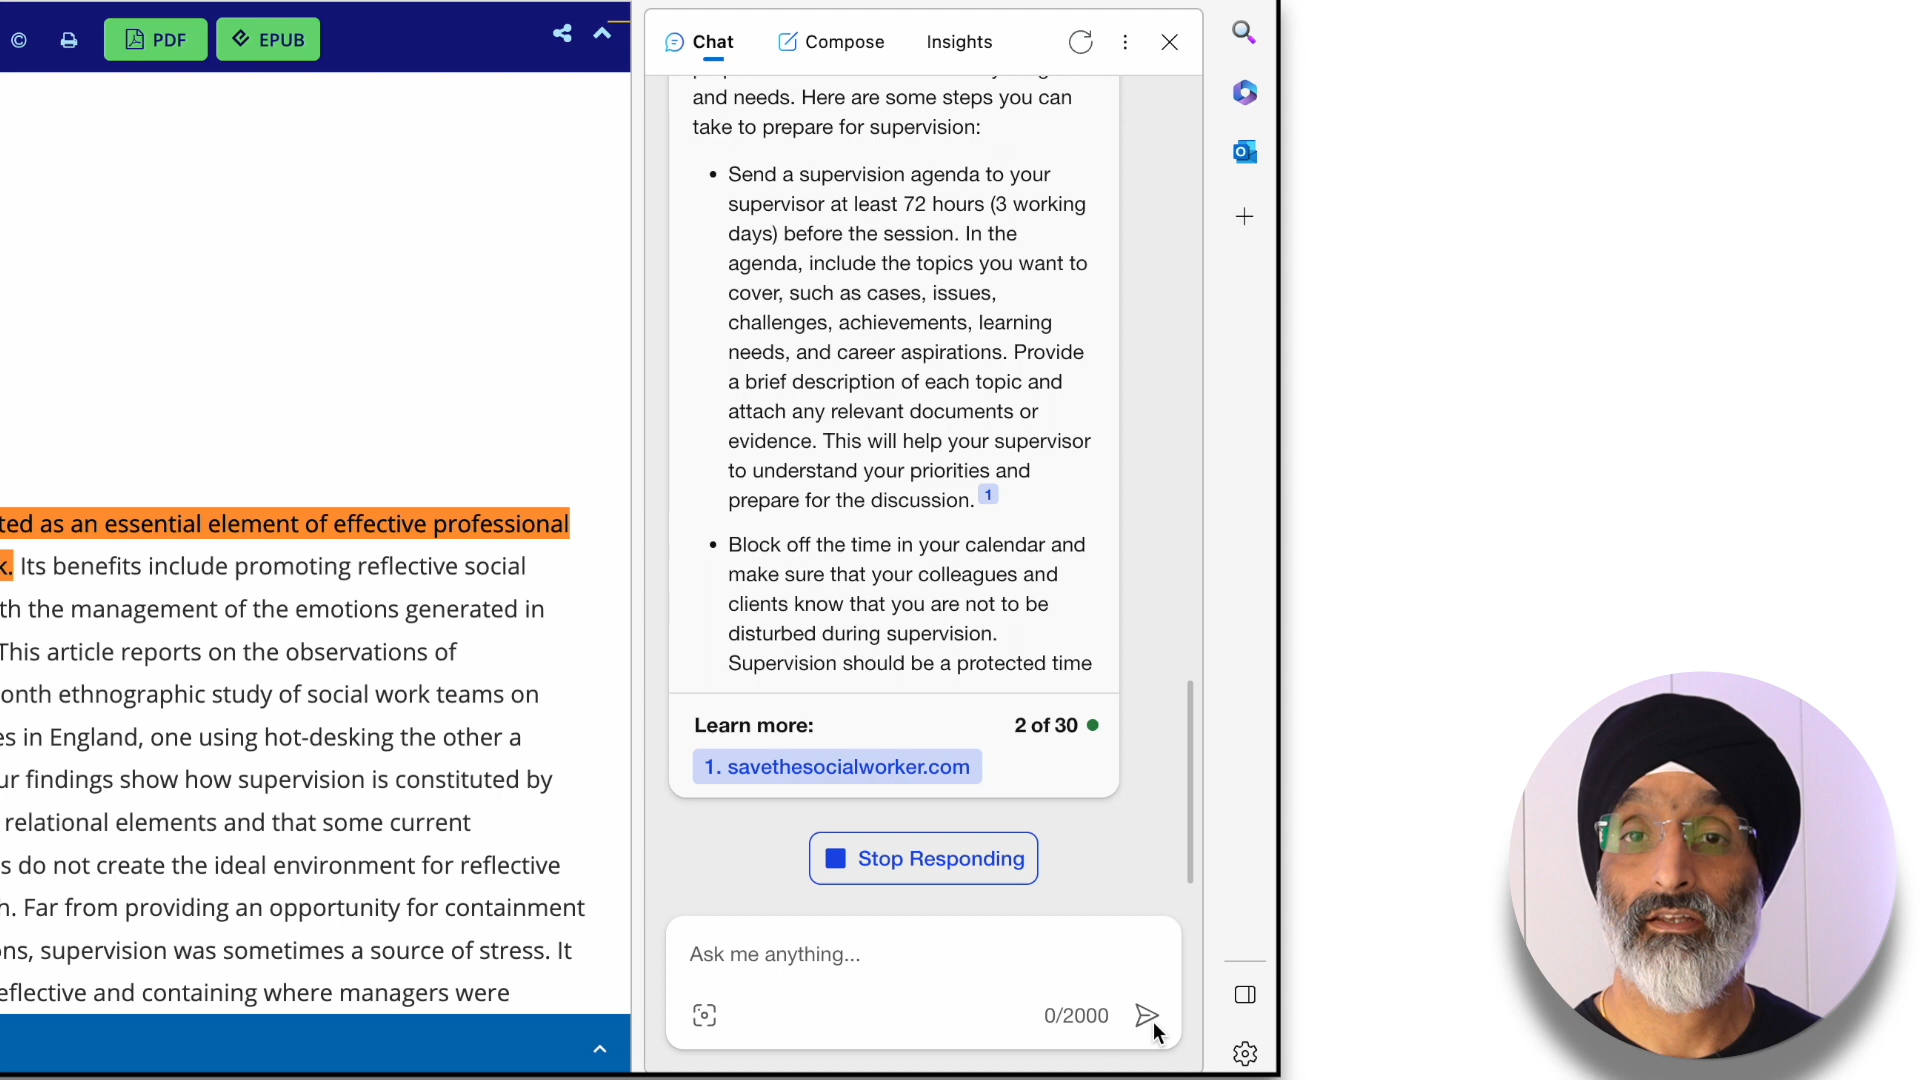 © PDF EPUB
ted as an essential element of effective professional
k. Its benefits include promoting reflective social
th the management of the emotions generated in
This article reports on the observations of
onth ethnographic study of social work teams on
es in England, one using hot-desking the other a
ur findings show how supervision is constituted by
relational elements and that some current
s do not create the ideal environment for reflective
h. Far from providing an opportunity for containment
ons, supervision was sometimes a source of stress. It
eflective and containing where managers were
Chat Compose Insights
and needs. Here are some steps you can
take to prepare for supervision:
• Send a supervision agenda to your
supervisor at least 72 hours (3 working
days) before the session. In the
agenda, include the topics you want to
cover, such as cases, issues,
challenges, achievements, learning
needs, and career aspirations. Provide
a brief description of each topic and
attach any relevant documents or
evidence. This will help your supervisor
to understand your priorities and
prepare for the discussion. 1
• Block off the time in your calendar and
make sure that your colleagues and
clients know that you are not to be
disturbed during supervision.
Supervision should be a protected time
Learn more: 2 of 30
1. savethesocialworker.com
Stop Responding
Ask me anything...
0/2000